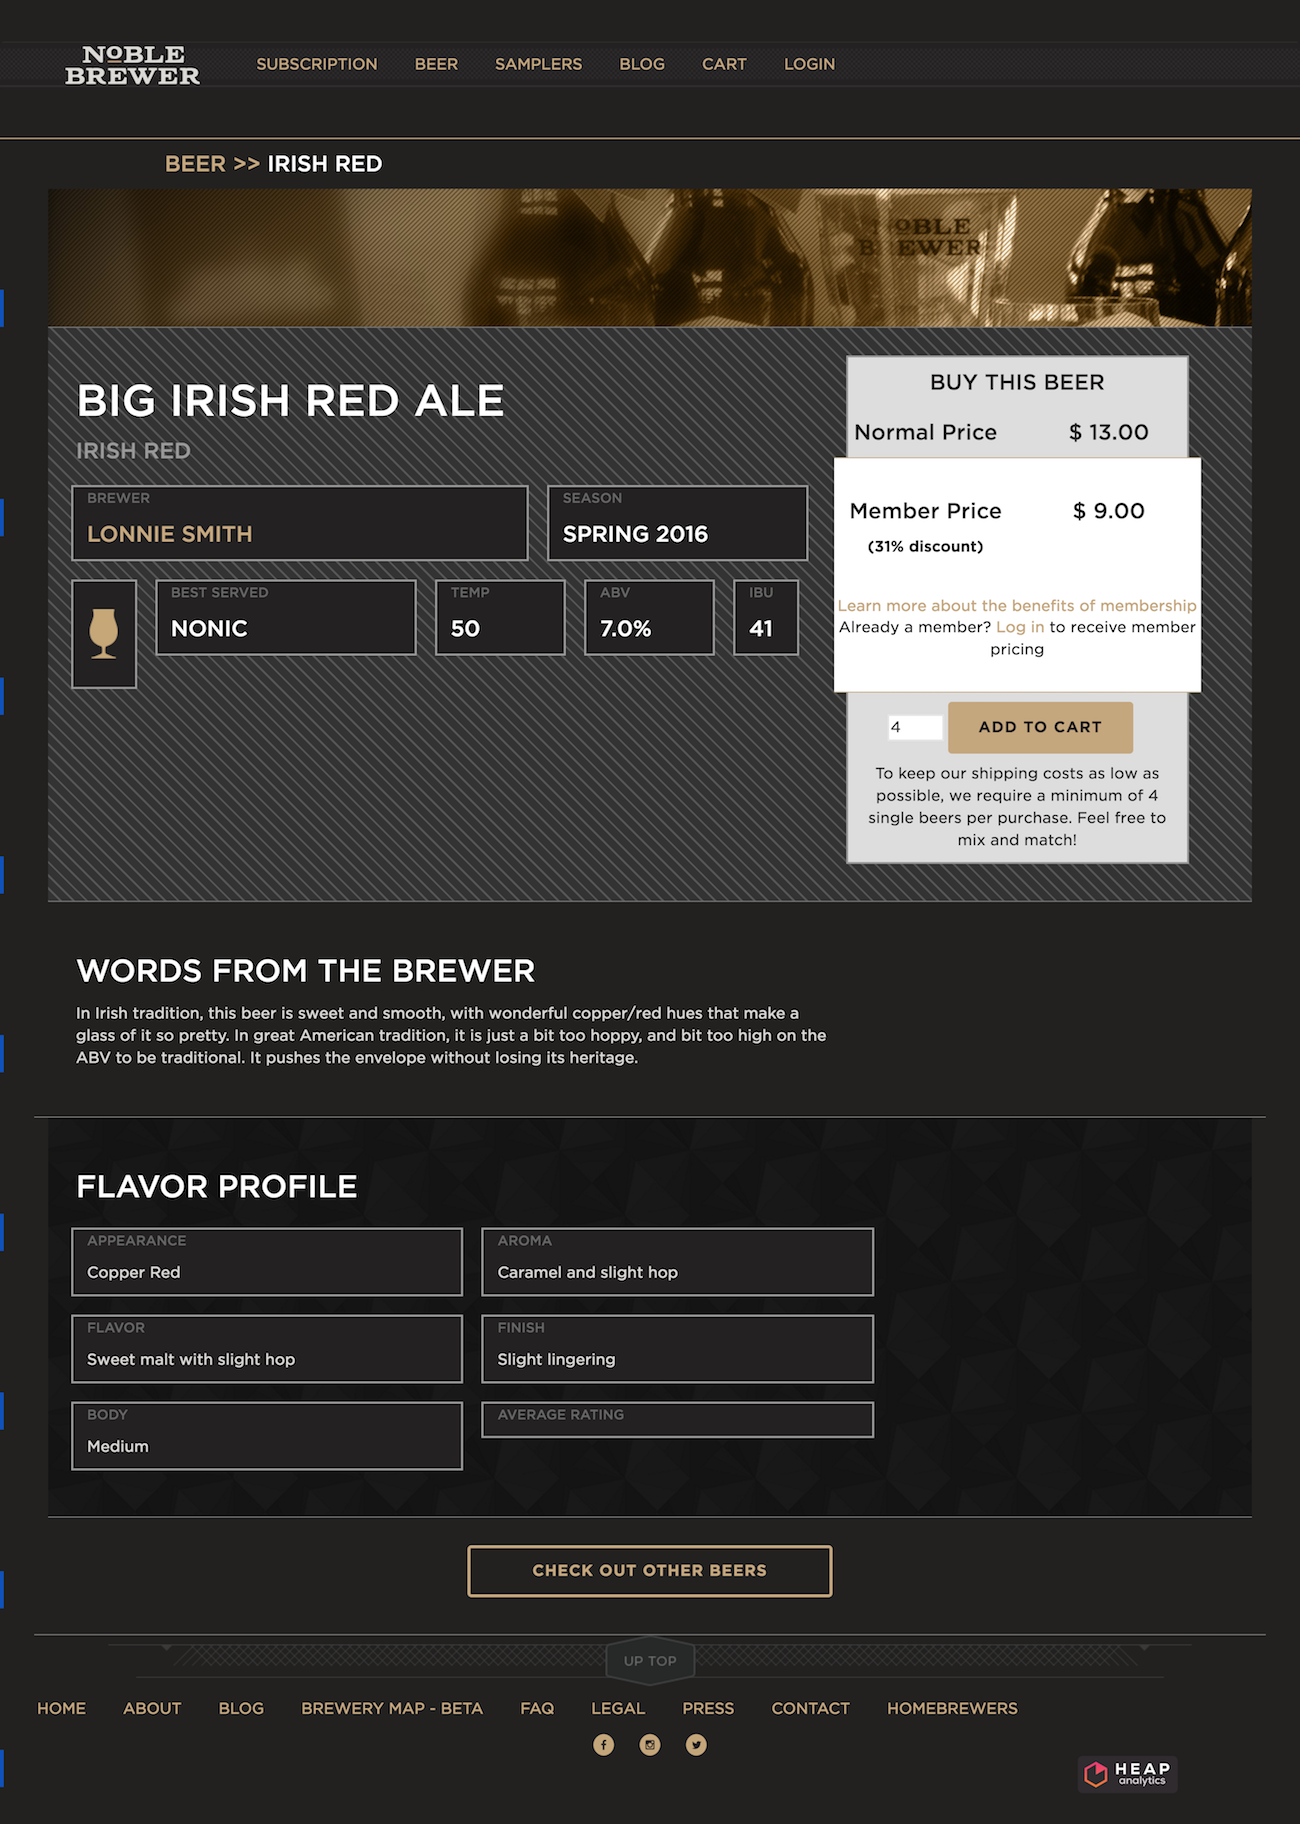 NOBLE
BREWER
SUBSCRIPTION BEER SAMPLERS BLOG CART LOGIN
BEER >> IRISH RED
NOBLE
BREWER
BIG IRISH RED ALE
IRISH RED
BREWER
LONNIE SMITH
SEASON
SPRING 2016
BEST SERVED
NONIC
TEMP
50
ABV
7.0%
IBU
41
BUY THIS BEER
Normal Price $ 13.00
Member Price $ 9.00
(31% discount)
Learn more about the benefits of membership
Already a member? Log in to receive member
pricing
4 ADD TO CART
To keep our shipping costs as low as
possible, we require a minimum of 4
single beers per purchase. Feel free to
mix and match!
WORDS FROM THE BREWER
In Irish tradition, this beer is sweet and smooth, with wonderful copper/red hues that make a
glass of it so pretty. In great American tradition, it is just a bit too hoppy, and bit too high on the
ABV to be traditional. It pushes the envelope without losing its heritage.
FLAVOR PROFILE
APPEARANCE
Copper Red
AROMA
Caramel and slight hop
FLAVOR
Sweet malt with slight hop
FINISH
Slight lingering
BODY
Medium
AVERAGE RATING
CHECK OUT OTHER BEERS
UP TOP
HOME ABOUT BLOG BREWERY MAP - BETA FAQ LEGAL PRESS CONTACT HOMEBREWERS
HEAP
analytics